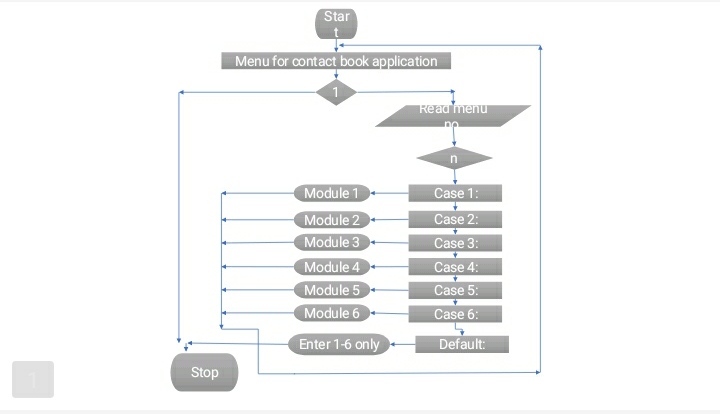 Star
t
Menu for contact book application
1
Read menu
no
n
Module 1
Case 1:
Module 2
Case 2:
Module 3
Case 3:
Module 4
Case 4:
Module 5
Case 5:
Module 6
Case 6:
Enter 1-6 only
Default:
Stop
1